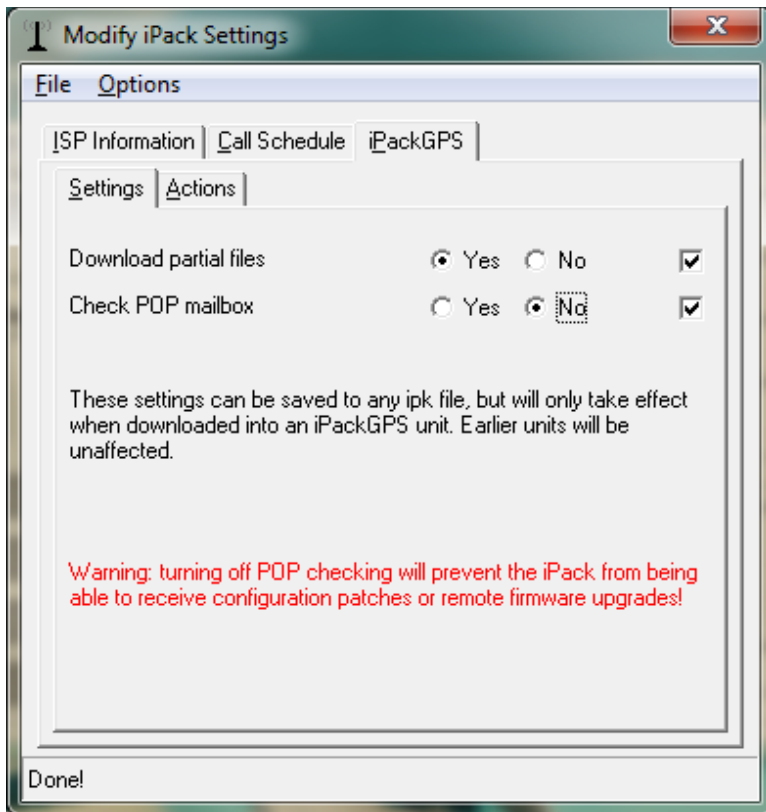 Modify iPack Settings
File Options
ISP Information Call Schedule iPackGPS
Settings Actions
Download partial files Yes No
Check POP mailbox Yes No
These settings can be saved to any ipk file, but will only take effect
when downloaded into an iPackGPS unit. Earlier units will be
unaffected.
Warning: turning off POP checking will prevent the iPack from being
able to receive configuration patches or remote firmware upgrades!
Done!